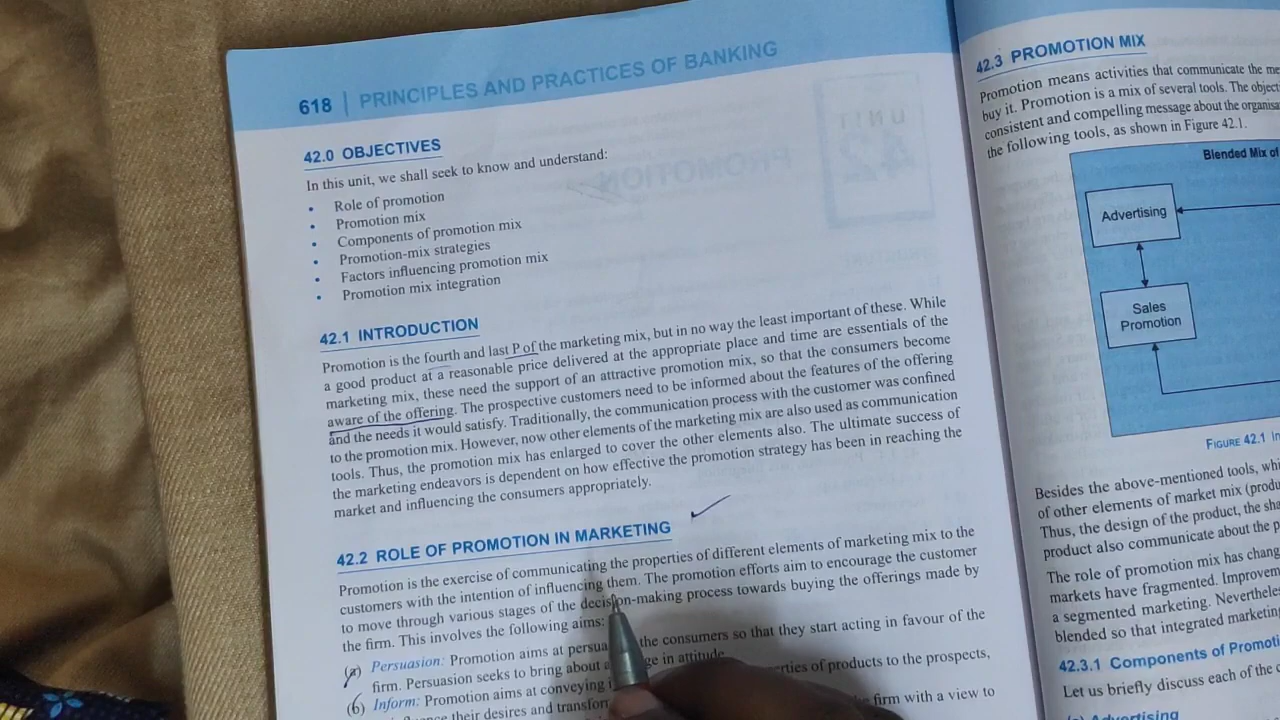 618 | PRINCIPLES AND PRACTICES OF BANKING
42.0 OBJECTIVES
In this unit, we shall seek to know and understand:
• Role of promotion
• Promotion mix
• Components of promotion mix
• Promotion-mix strategies
• Factors influencing promotion mix
• Promotion mix integration
42.1 INTRODUCTION
Promotion is the fourth and last P of the marketing mix, but in no way the least important of these. While
a good product at a reasonable price delivered at the appropriate place and time are essentials of the
marketing mix, these need the support of an attractive promotion mix, so that the consumers become
aware of the offering. The prospective customers need to be informed about the features of the offering
and the needs it would satisfy. Traditionally, the communication process with the customer was confined
to the promotion mix. However, now other elements of the marketing mix are also used as communication
tools. Thus, the promotion mix has enlarged to cover the other elements also. The ultimate success of
the marketing endeavors is dependent on how effective the promotion strategy has been in reaching the
market and influencing the consumers appropriately.
42.2 ROLE OF PROMOTION IN MARKETING
Promotion is the exercise of communicating the properties of different elements of marketing mix to the
customers with the intention of influencing them. The promotion efforts aim to encourage the customer
to move through various stages of the decision-making process towards buying the offerings made by
the firm. This involves the following aims:
Persuasion: Promotion aims at the consumers so that they start acting in favour of the
firm. Persuasion seeks to bring about in attitude.
Inform: Promotion aims at conveying of products to the prospects,
their desires and firm with a view to
42.3 PROMOTION MIX
Promotion means activities that communicate the
buy it. Promotion is a mix of several tools. The
consistent and compelling message about the
the following tools, as shown in Figure 42.1.
Blended Mix of
Advertising
Sales
Promotion
FIGURE 42.1
Besides the above-mentioned tools,
of other elements of market mix
Thus, the design of the product, the
product also communicate about the
The role of promotion mix has
markets have fragmented.
a segmented marketing.
blended so that integrated
42.3.1 Components of
Let us briefly discuss each of the
Advertising